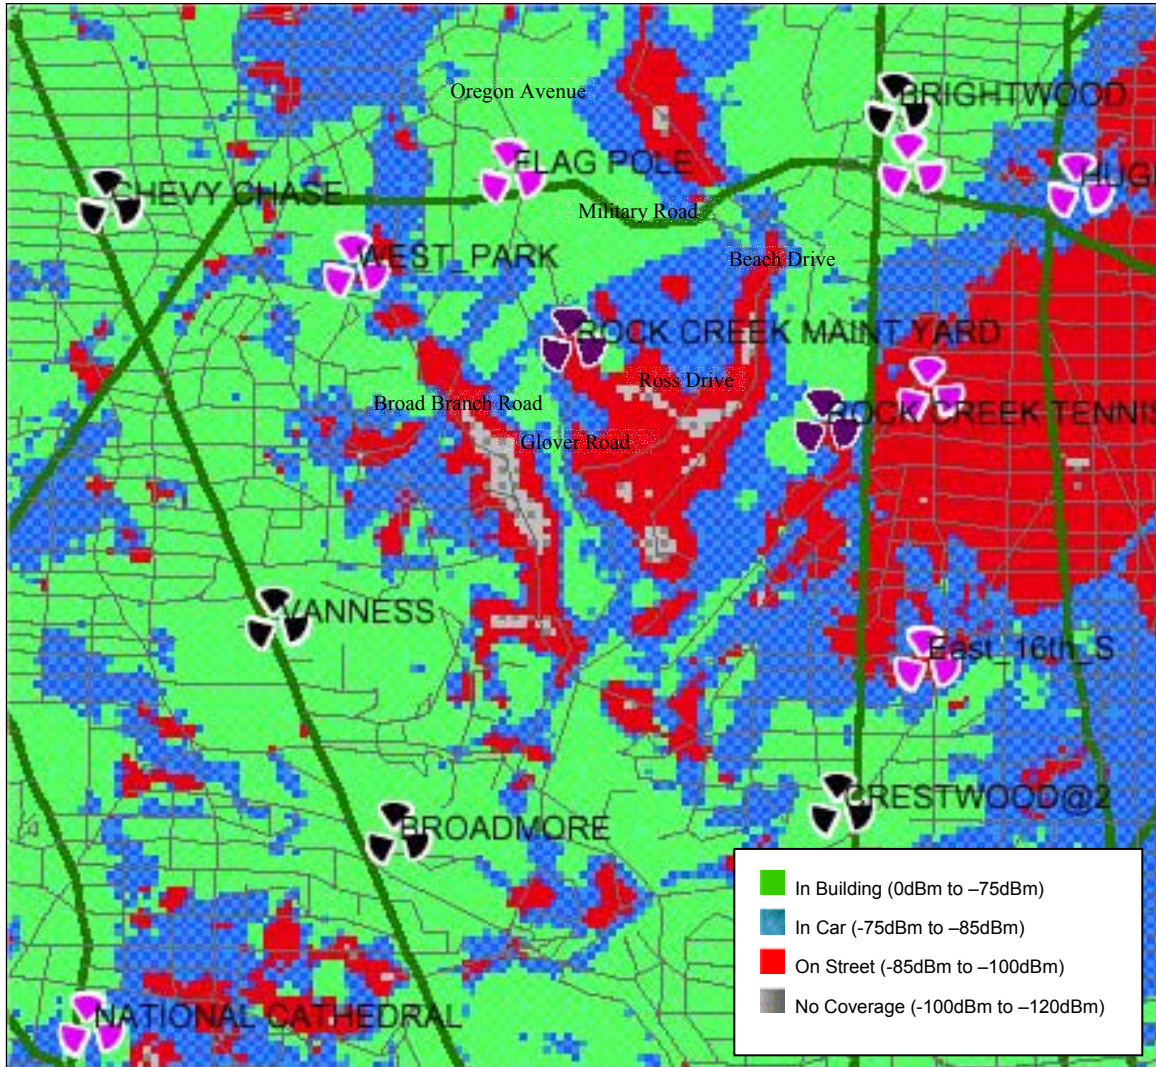 Oregon Avenue
BRIGHTWOOD
FLAG POLE
CHEVY CHASE
HUGH
Military Road
WEST_PARK
Beach Drive
ROCK CREEK MAINT YARD
Ross Drive
Broad Branch Road
ROCK CREEK TENNIS
Glover Road
VANNESS
East_16th_S
CRESTWOOD@2
BROADMORE
In Building (0dBm to –75dBm)
In Car (-75dBm to –85dBm)
On Street (-85dBm to –100dBm)
No Coverage (-100dBm to –120dBm)
NATIONAL CATHEDRAL